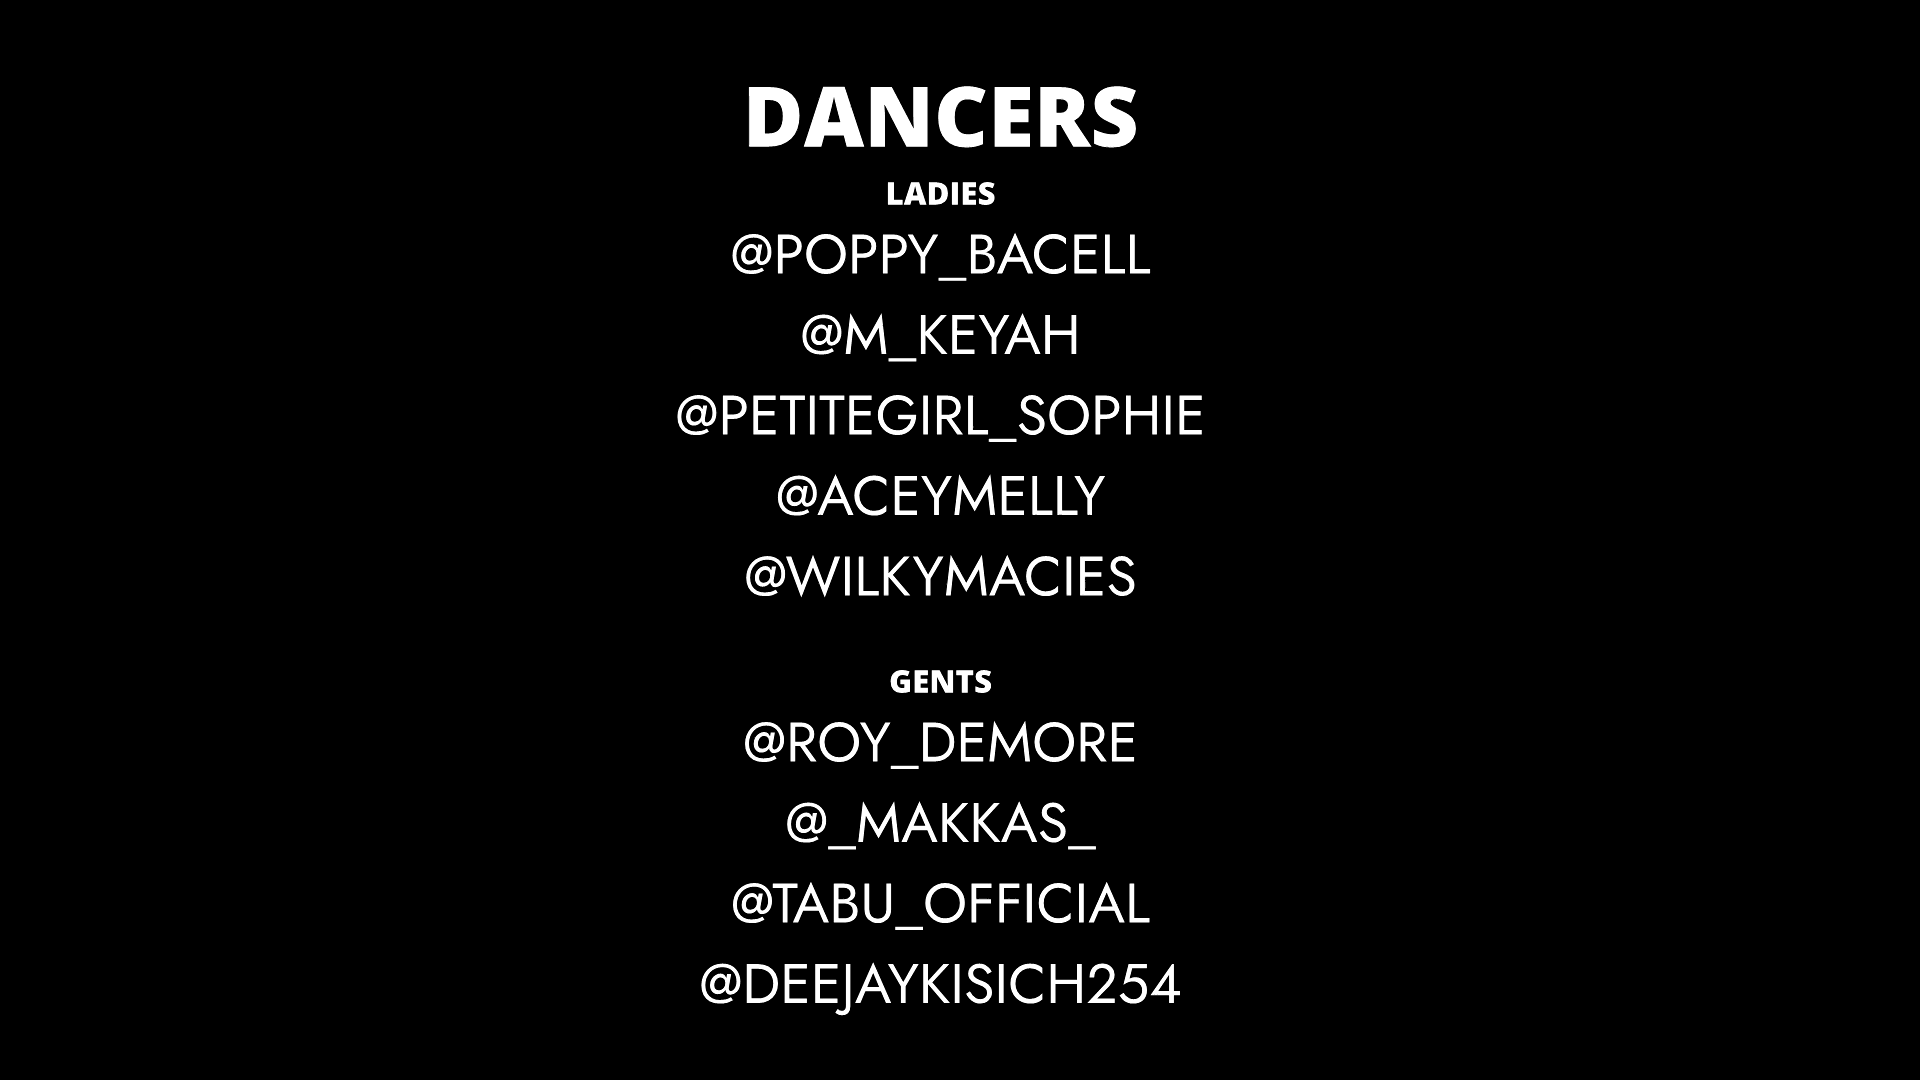 DANCERS
LADIES
@POPPY_BACELL
@M_KEYAH
@PETITEGIRL_SOPHIE
@ACEYMELLY
@WILKYMACIES
GENTS
@ROY_DEMORE
@_MAKKAS_
@TABU_OFFICIAL
@DEEJAYKISICH254